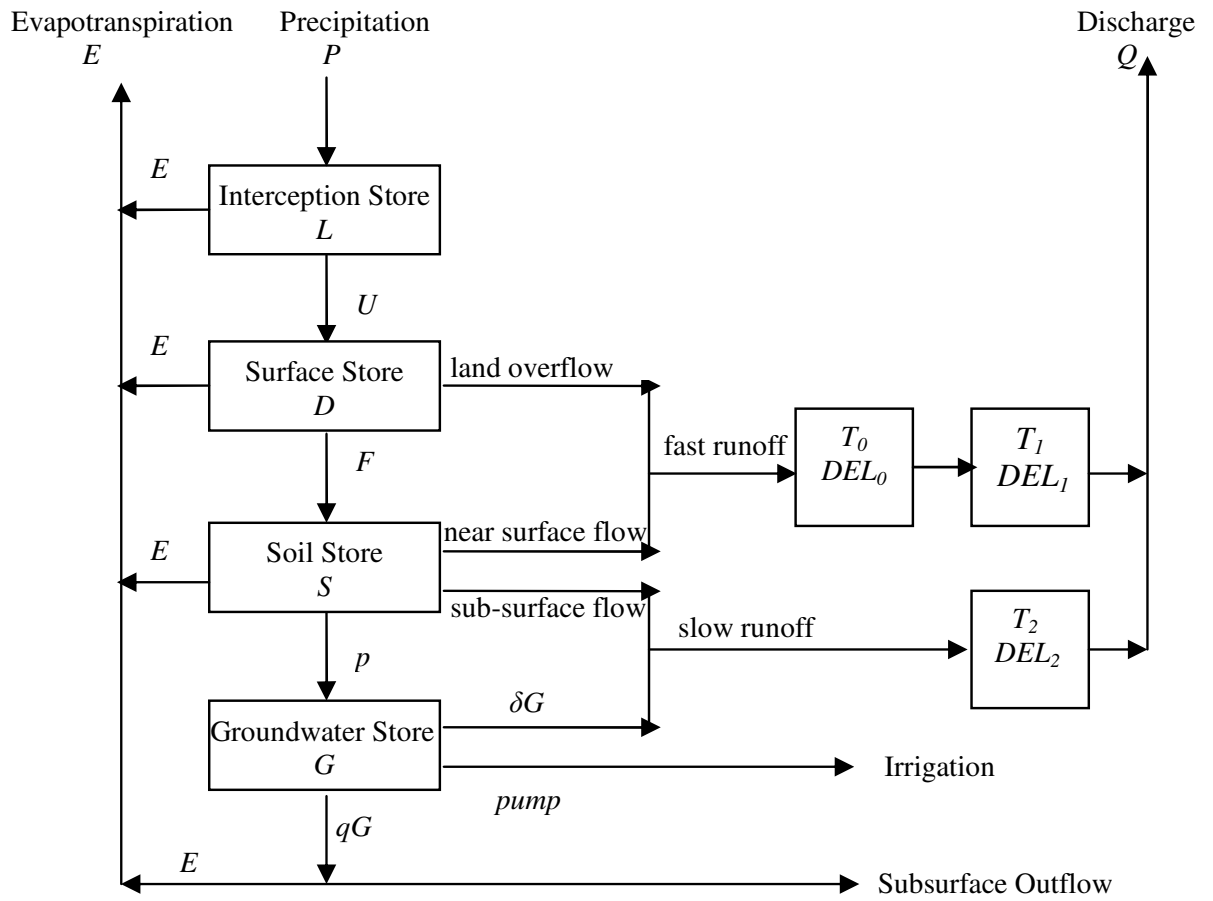 Evapotranspiration
E
Precipitation
P
Discharge
Q
E
Interception Store
L
U
E
Surface Store
D
land overflow
F
fast runoff
T0
DEL0
T1
DEL1
E
Soil Store
S
near surface flow
sub-surface flow
slow runoff
T2
DEL2
p
Groundwater Store
G
δG
pump
Irrigation
qG
E
Subsurface Outflow